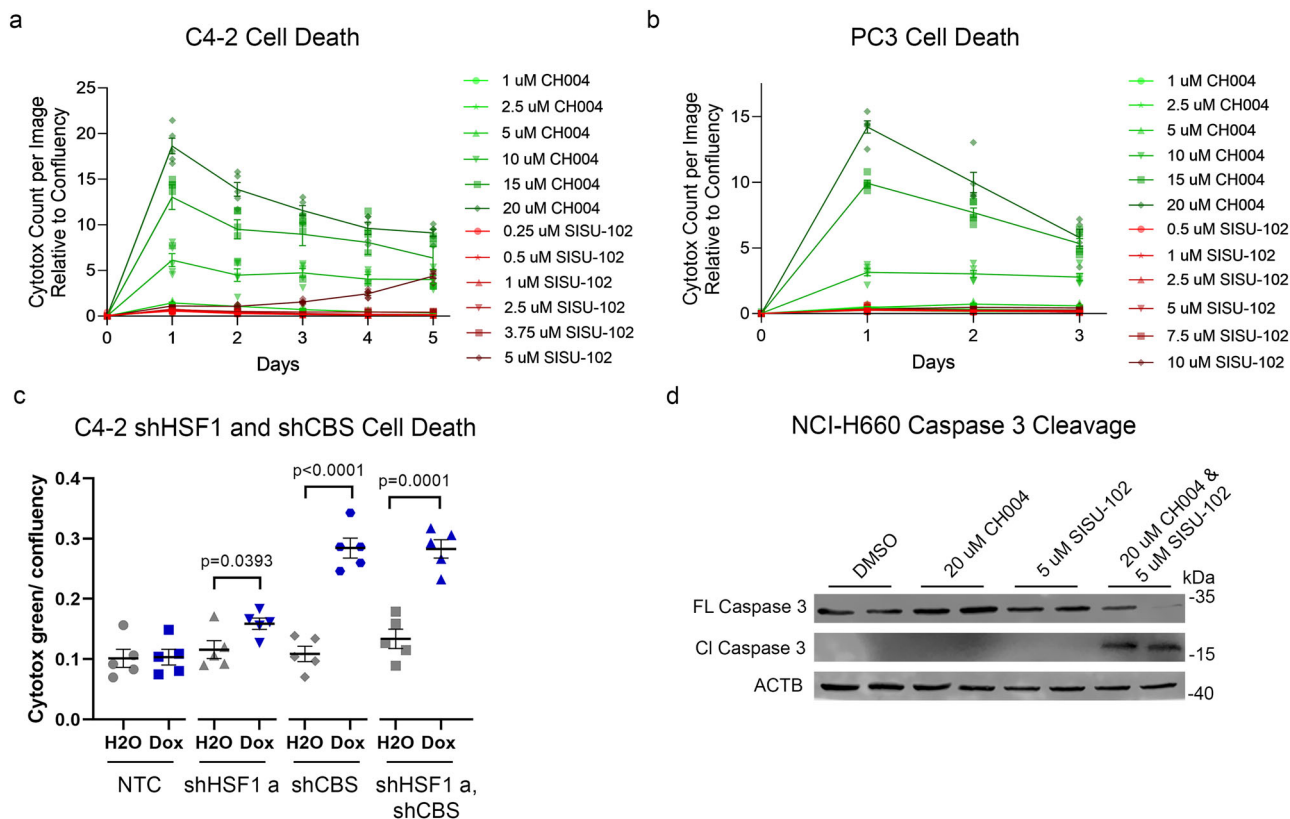 a
C4-2 Cell Death
Cytotox Count per Image
Relative to Confluency
25
20
15
10
5
0
0
1
2
3
4
5
Days
1 uM CH004
2.5 uM CH004
5 uM CH004
10 uM CH004
15 uM CH004
20 uM CH004
0.25 uM SISU-102
0.5 uM SISU-102
1 uM SISU-102
2.5 uM SISU-102
3.75 uM SISU-102
5 uM SISU-102
b
PC3 Cell Death
Cytotox Count per Image
Relative to Confluency
15
10
5
0
0
1
2
3
Days
1 uM CH004
2.5 uM CH004
5 uM CH004
10 uM CH004
15 uM CH004
20 uM CH004
0.5 uM SISU-102
1 uM SISU-102
2.5 uM SISU-102
5 uM SISU-102
7.5 uM SISU-102
10 uM SISU-102
c
C4-2 shHSF1 and shCBS Cell Death
Cytotox green/ confluency
0.4
0.3
0.2
0.1
0.0
p=0.0393
p<0.0001
p=0.0001
H2O Dox H2O Dox H2O Dox H2O Dox
NTC
shHSF1 a
shCBS
shHSF1 a,
shCBS
d
NCI-H660 Caspase 3 Cleavage
DMSO
20 uM CH004
5 uM SISU-102
20 uM CH004 &
5 uM SISU-102
kDa
FL Caspase 3
-35
Cl Caspase 3
-15
ACTB
-40